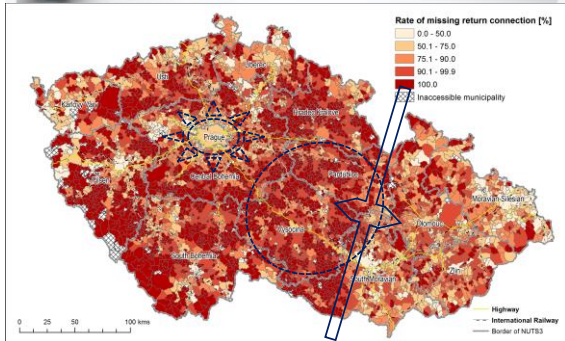 Rate of missing return connection [%]
0.0 - 50.0
50.1 - 75.0
75.1 - 90.0
90.1 - 99.9
100.0
Inaccessible municipality
Liberec
Ústí
Karlovy Vary
Hradec Králové
Prague
Pardubice
Central Bohemia
Moravian-Silesian
Olomouc
Vysočina
South Bohemia
South Moravian
Zlín
Highway
International Railway
Border of NUTS3
0 25 50 100 kms